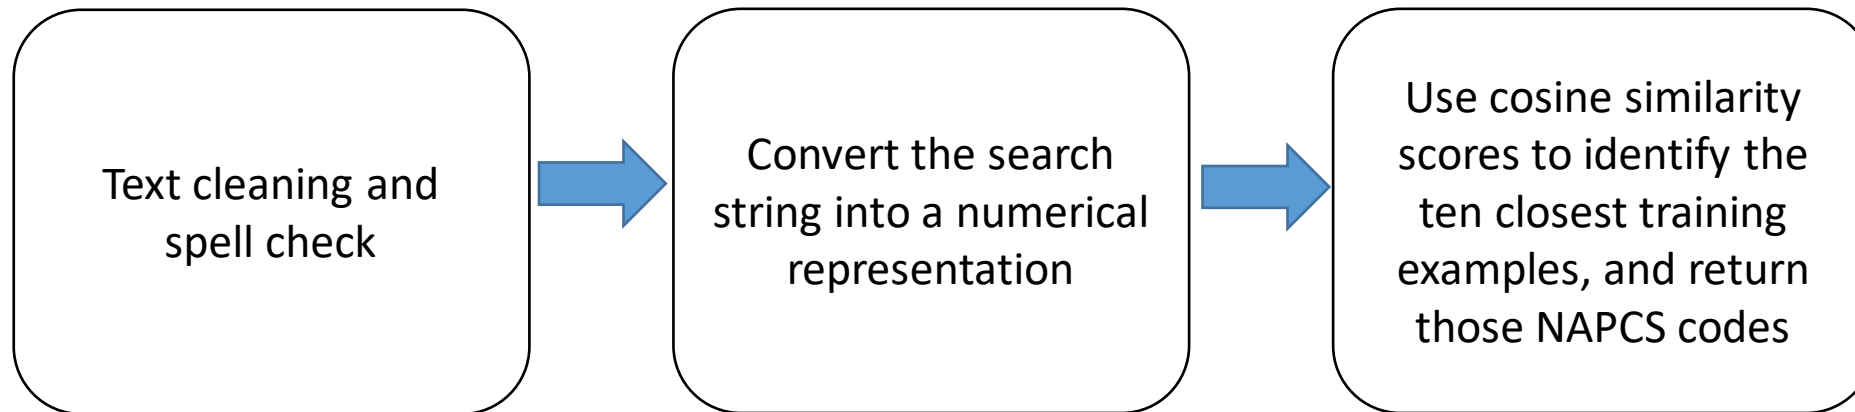 Text cleaning and
spell check
Convert the search
string into a numerical
representation
Use cosine similarity
scores to identify the
ten closest training
examples, and return
those NAPCS codes